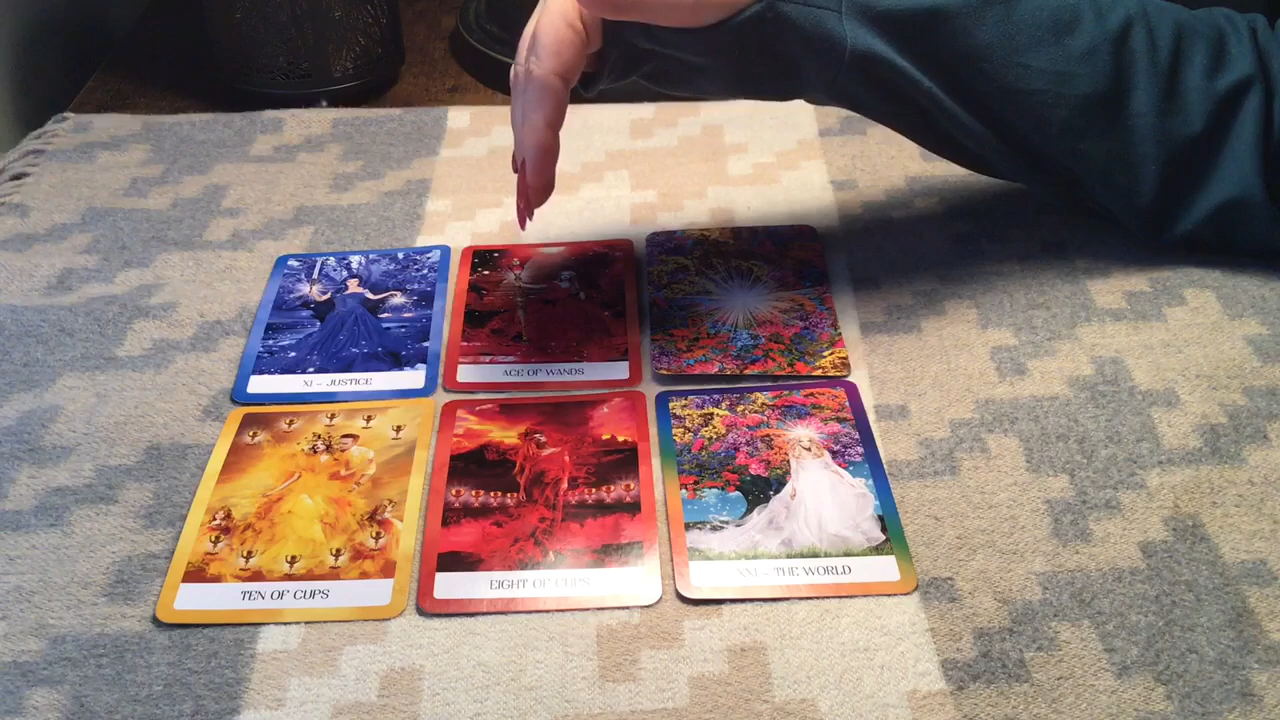 XI - JUSTICE
ACE OF WANDS
TEN OF CUPS
EIGHT OF CUPS
XXI - THE WORLD